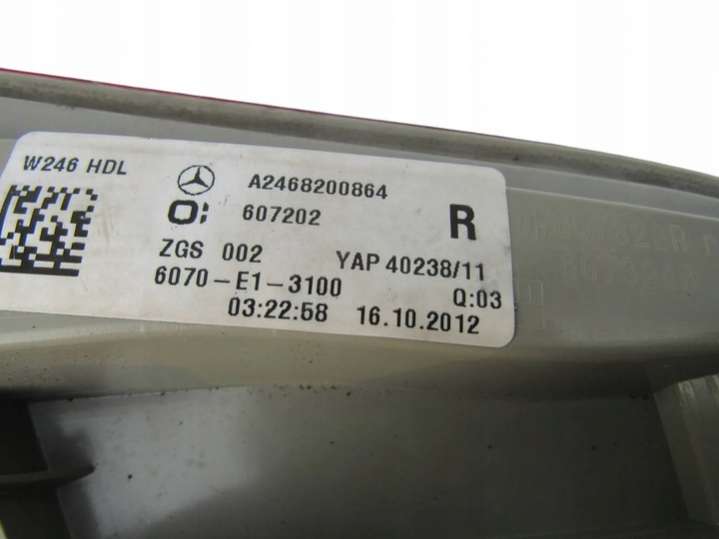 W246 HDL
A2468200864
O: 607202 R
ZGS 002 YAP 40238/11
6070-E1-3100 Q:03
03:22:58 16.10.2012